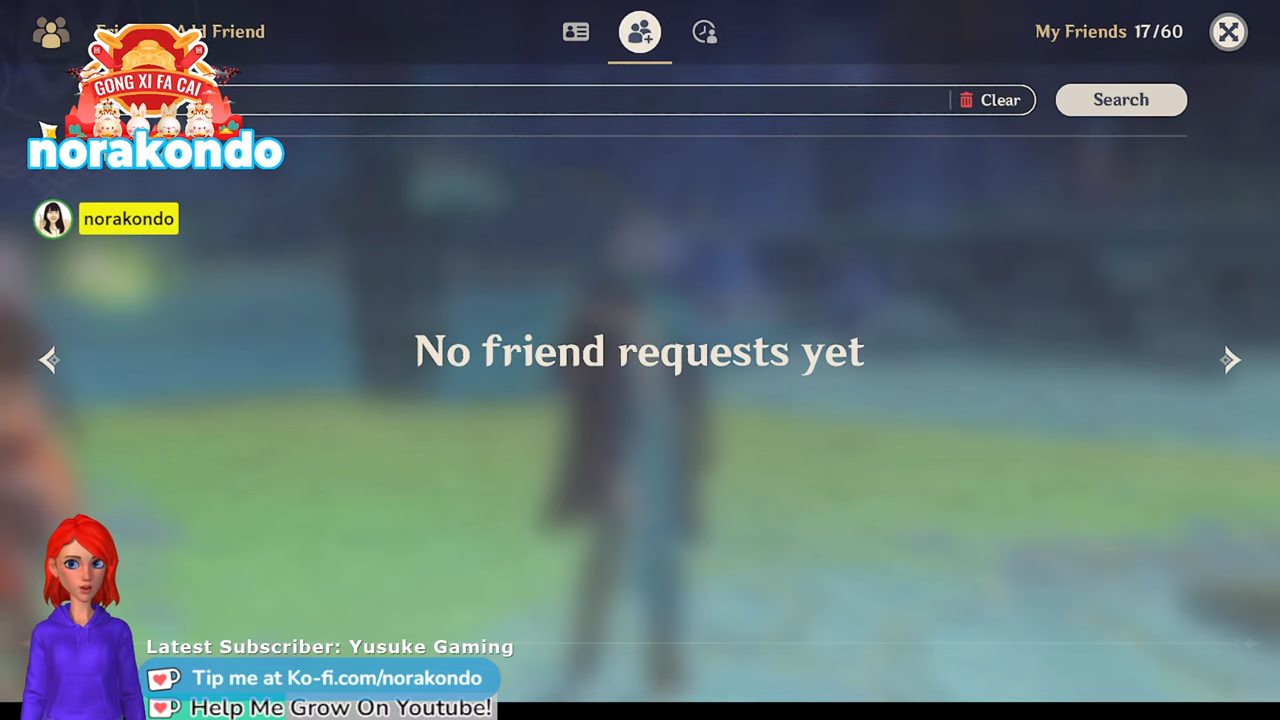 Add Friend
My Friends 17/60
GONG XI FA CAI
Clear
Search
norakondo
norakondo
No friend requests yet
Latest Subscriber: Yusuke Gaming
Tip me at Ko-fi.com/norakondo
Help Me Grow On Youtube!